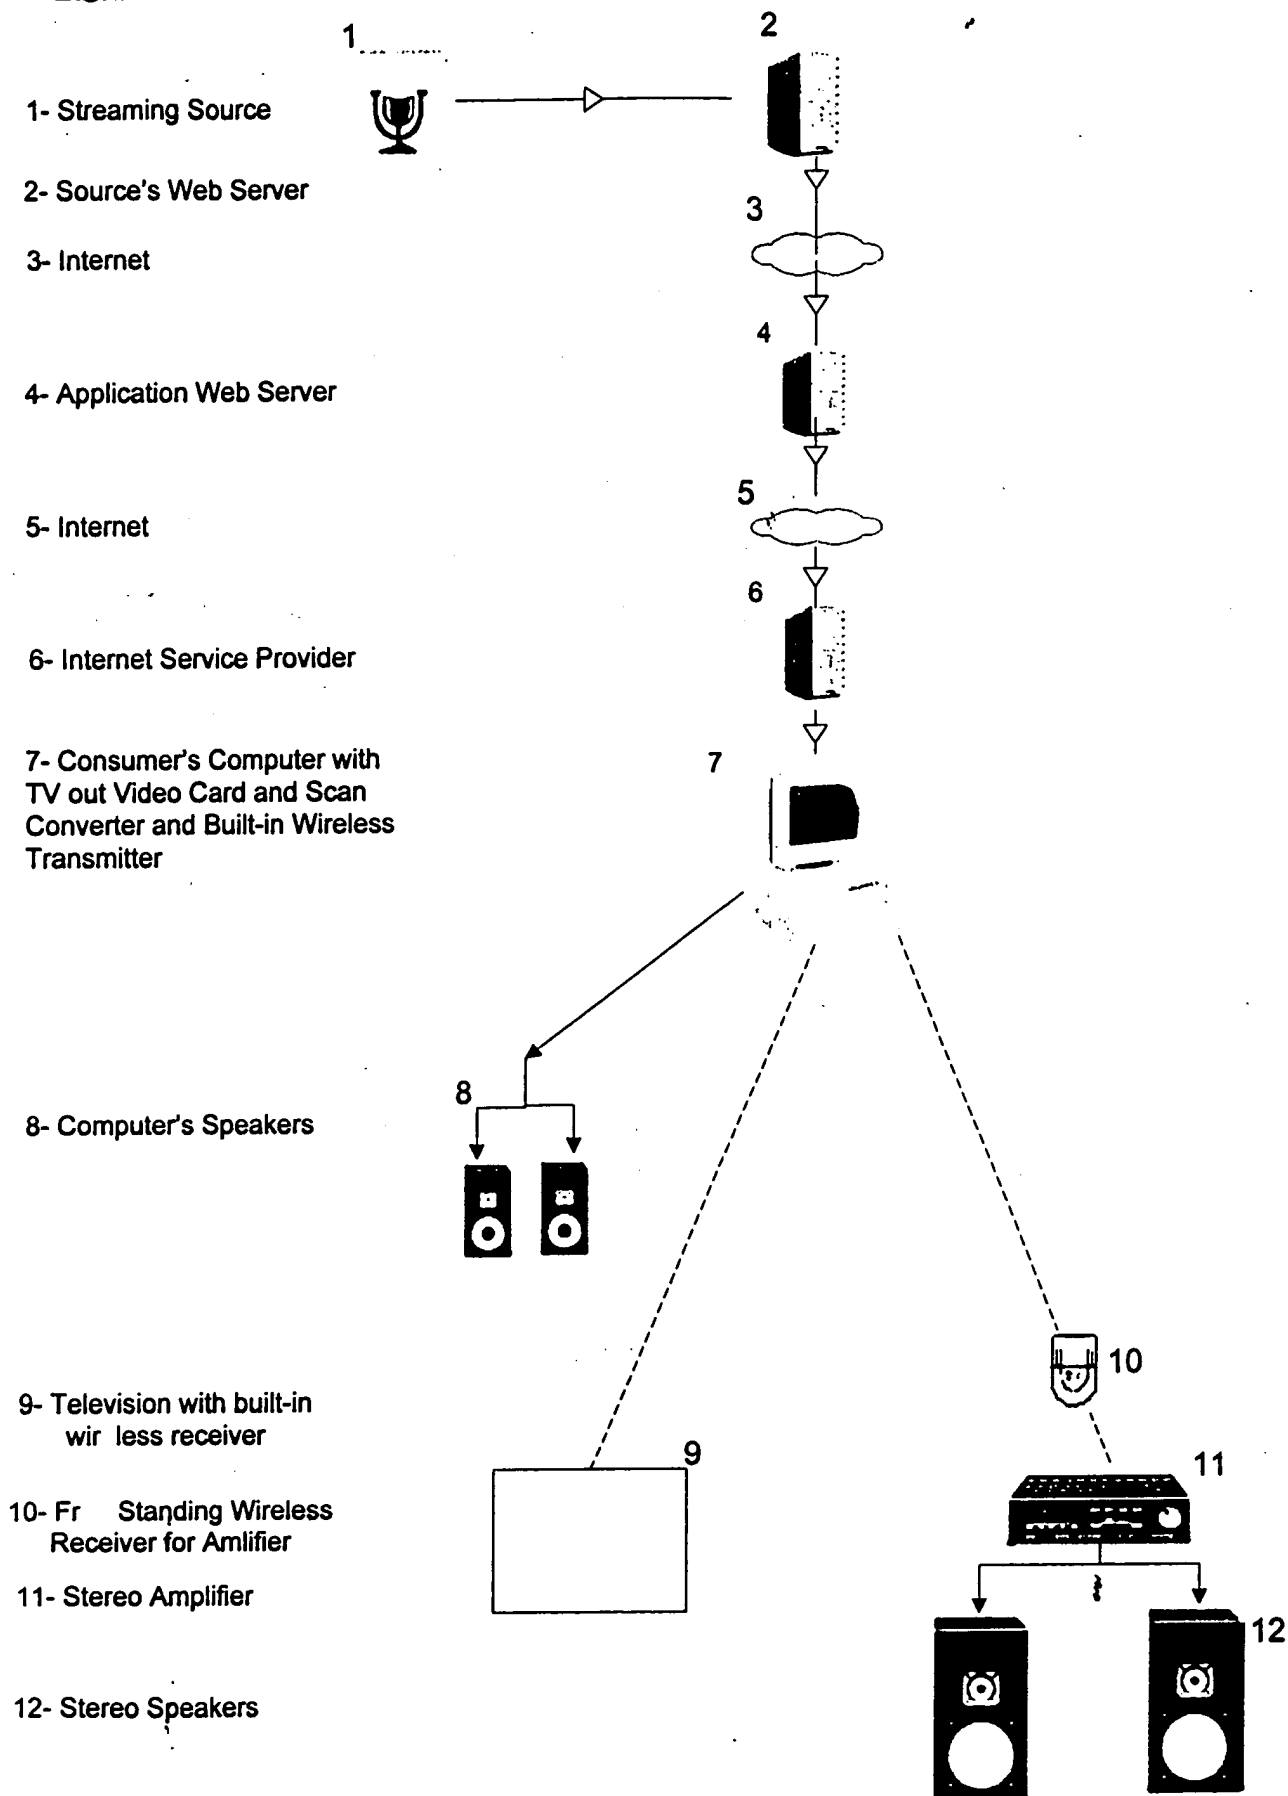 1
2
1- Streaming Source
2- Source's Web Server
3
3- Internet
4
4- Application Web Server
5
5- Internet
6
6- Internet Service Provider
7- Consumer's Computer with
TV out Video Card and Scan
Converter and Built-in Wireless
Transmitter
7
8
8- Computer's Speakers
10
9- Television with built-in
wir less receiver
9
11
10- Fr Standing Wireless
Receiver for Amlifier
11- Stereo Amplifier
12
12- Stereo Speakers